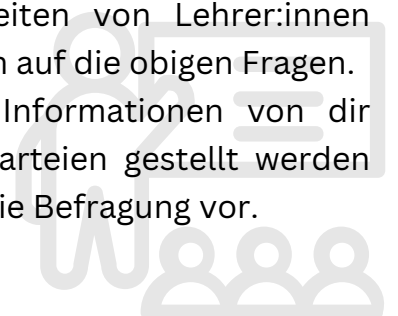 eiten von Lehrer:innen
auf die obigen Fragen.
Informationen von dir
arteien gestellt werden
ie Befragung vor.